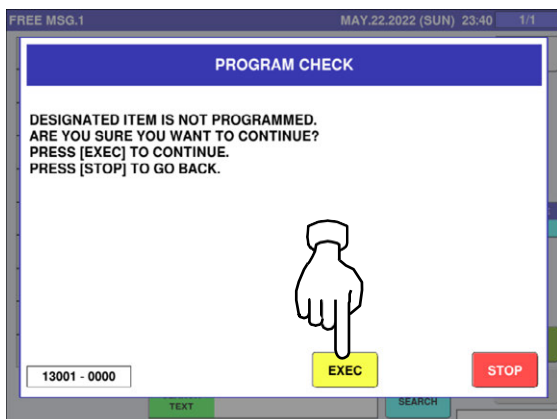 FREE MSG.1 MAY.22.2022 (SUN) 23:40 1/1
PROGRAM CHECK
DESIGNATED ITEM IS NOT PROGRAMMED.
ARE YOU SURE YOU WANT TO CONTINUE?
PRESS [EXEC] TO CONTINUE.
PRESS [STOP] TO GO BACK.
13001 - 0000
EXEC
STOP
TEXT
SEARCH